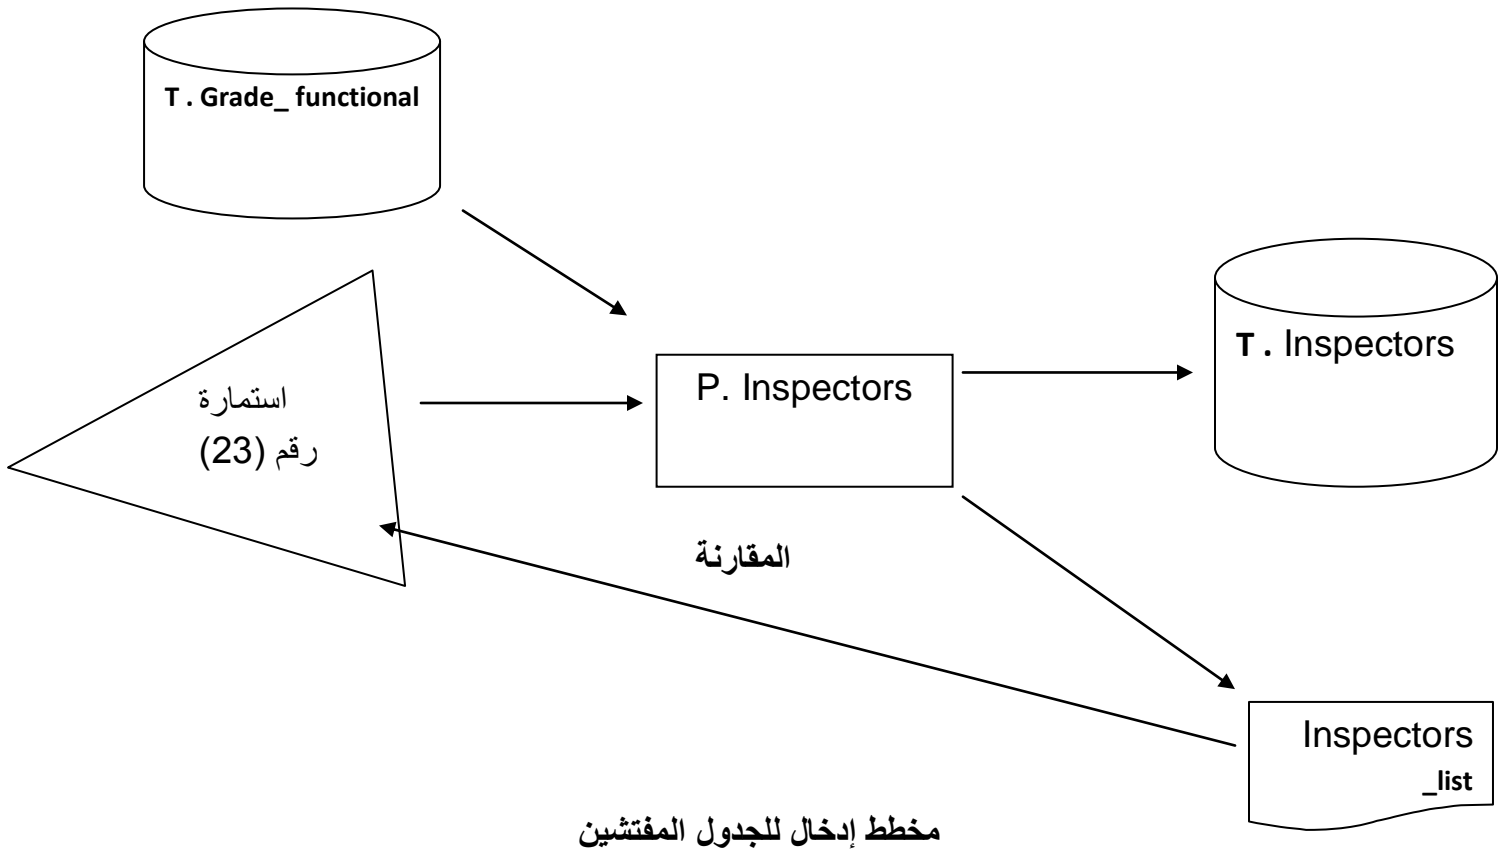 T . Grade_ functional
T . Inspectors
P. Inspectors
استمارة
رقم (23)
المقارنة
Inspectors
_list
مخطط إدخال للجدول المفتشين